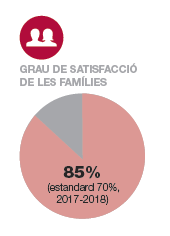 GRAU DE SATISFACCIÓ
DE LES FAMÍLIES
85%
(estandard 70%,
2017-2018)